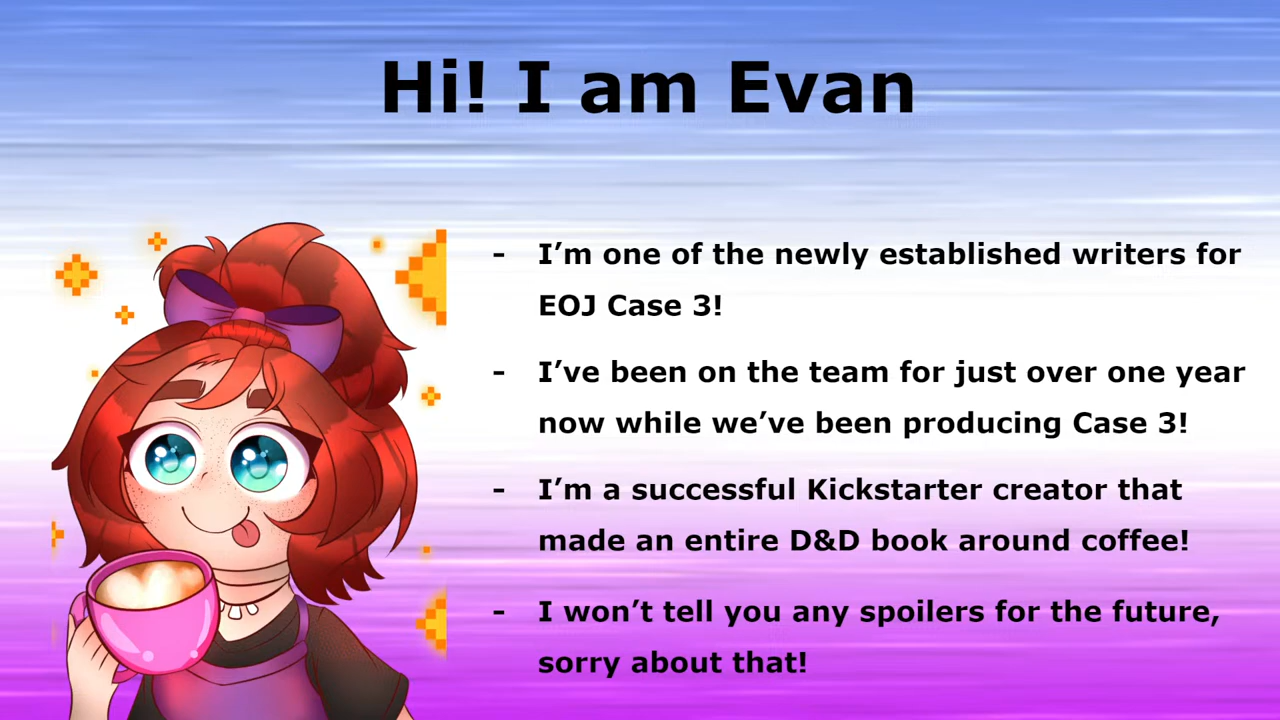 Hi! I am Evan
- I’m one of the newly established writers for
EOJ Case 3!
- I’ve been on the team for just over one year
now while we’ve been producing Case 3!
- I’m a successful Kickstarter creator that
made an entire D&D book around coffee!
- I won’t tell you any spoilers for the future,
sorry about that!